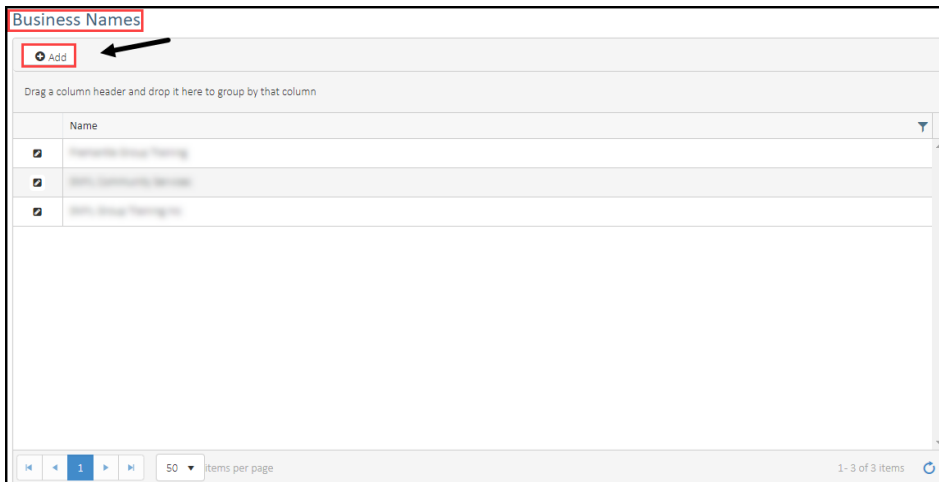 Business Names
Add
Drag a column header and drop it here to group by that column
Name
1 50 items per page 1 - 3 of 3 items